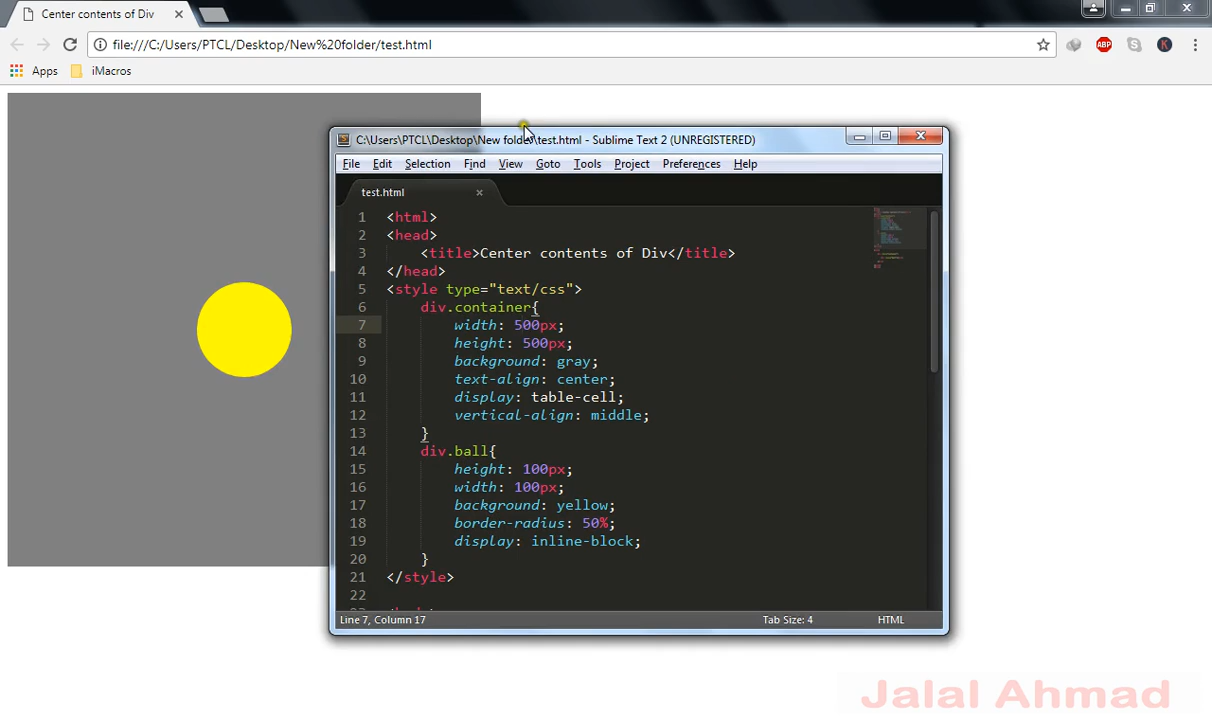 Center contents of Div
file:///C:/Users/PTCL/Desktop/New%20folder/test.html
ABP
K
Apps
iMacros
C:\Users\PTCL\Desktop\New folder\test.html - Sublime Text 2 (UNREGISTERED)
File Edit Selection Find View Goto Tools Project Preferences Help
test.html
1 <html>
2 <head>
3 <title>Center contents of Div</title>
4 </head>
5 <style type="text/css">
6 div.container{
7 width: 500px;
8 height: 500px;
9 background: gray;
10 text-align: center;
11 display: table-cell;
12 vertical-align: middle;
13 }
14 div.ball{
15 height: 100px;
16 width: 100px;
17 background: yellow;
18 border-radius: 50%;
19 display: inline-block;
20 }
21 </style>
22
Line 7, Column 17
Tab Size: 4
HTML
Jalal Ahmad